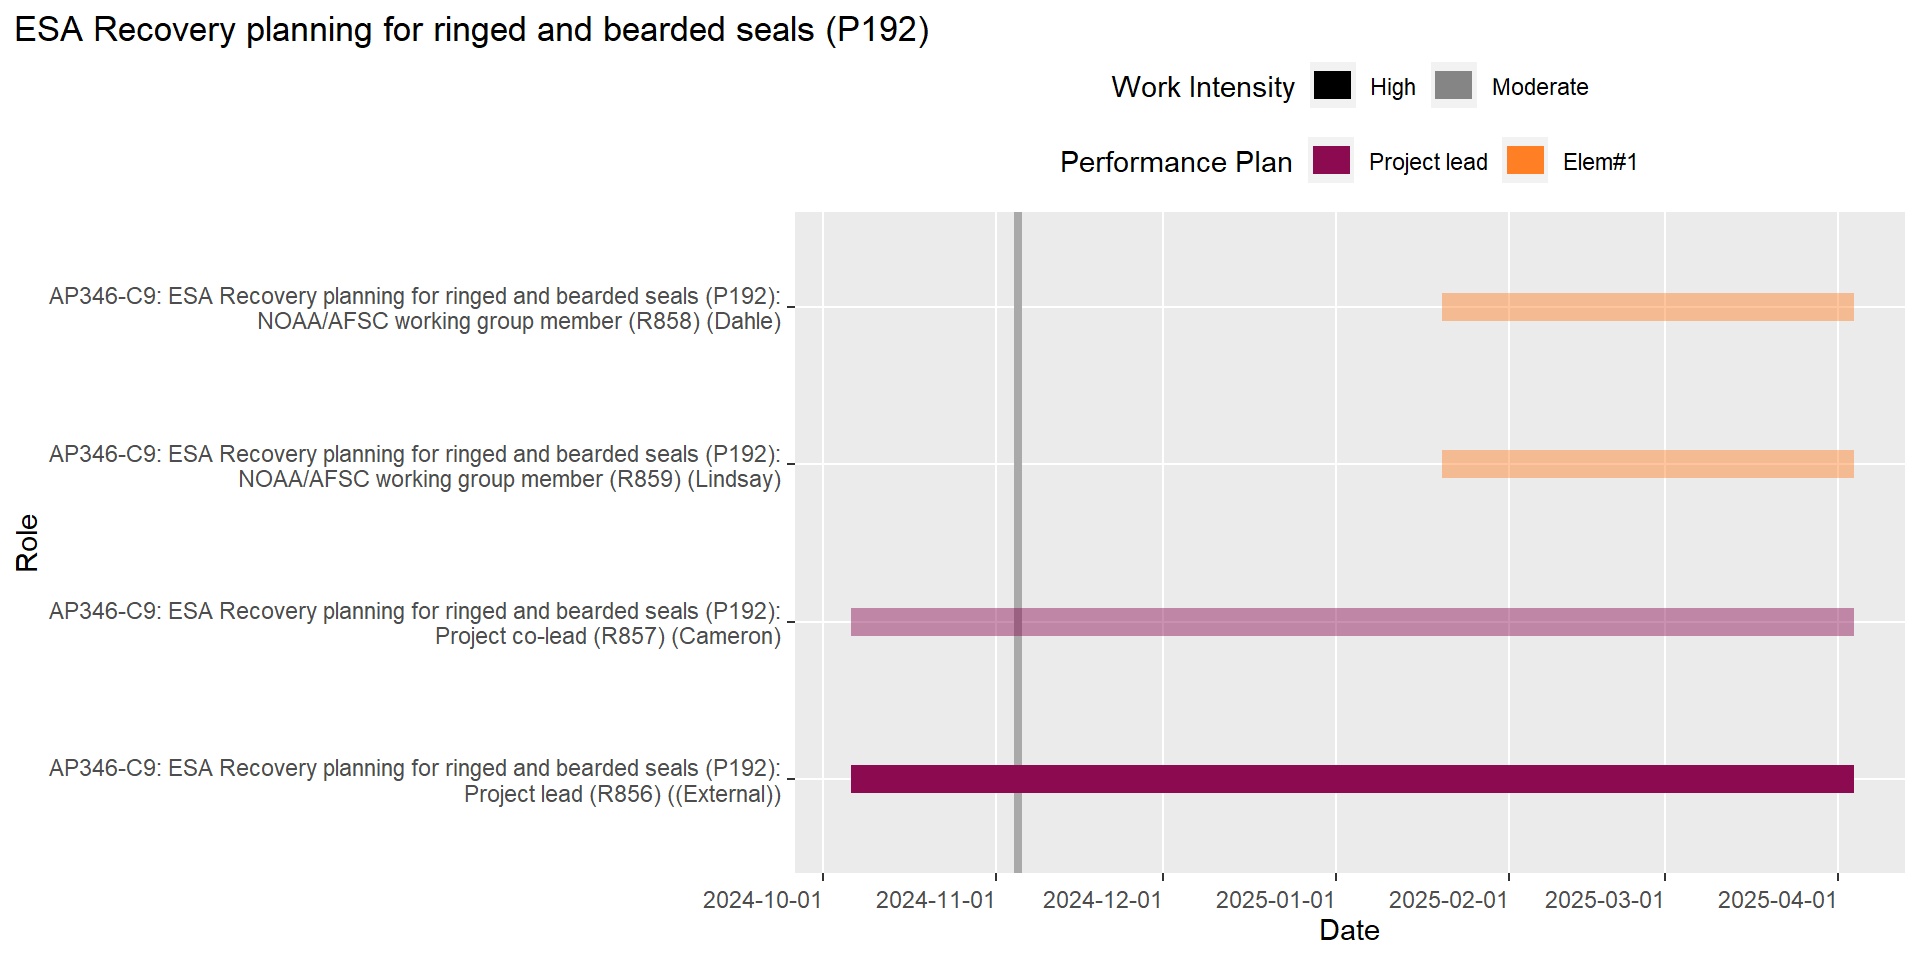 ESA Recovery planning for ringed and bearded seals (P192)
Work Intensity High Moderate
Performance Plan Project lead Elem#1
AP346-C9: ESA Recovery planning for ringed and bearded seals (P192):
NOAA/AFSC working group member (R858) (Dahle)
AP346-C9: ESA Recovery planning for ringed and bearded seals (P192):
NOAA/AFSC working group member (R859) (Lindsay)
Role
AP346-C9: ESA Recovery planning for ringed and bearded seals (P192):
Project co-lead (R857) (Cameron)
AP346-C9: ESA Recovery planning for ringed and bearded seals (P192):
Project lead (R856) ((External))
2024-10-01 2024-11-01 2024-12-01 2025-01-01 2025-02-01 2025-03-01 2025-04-01
Date